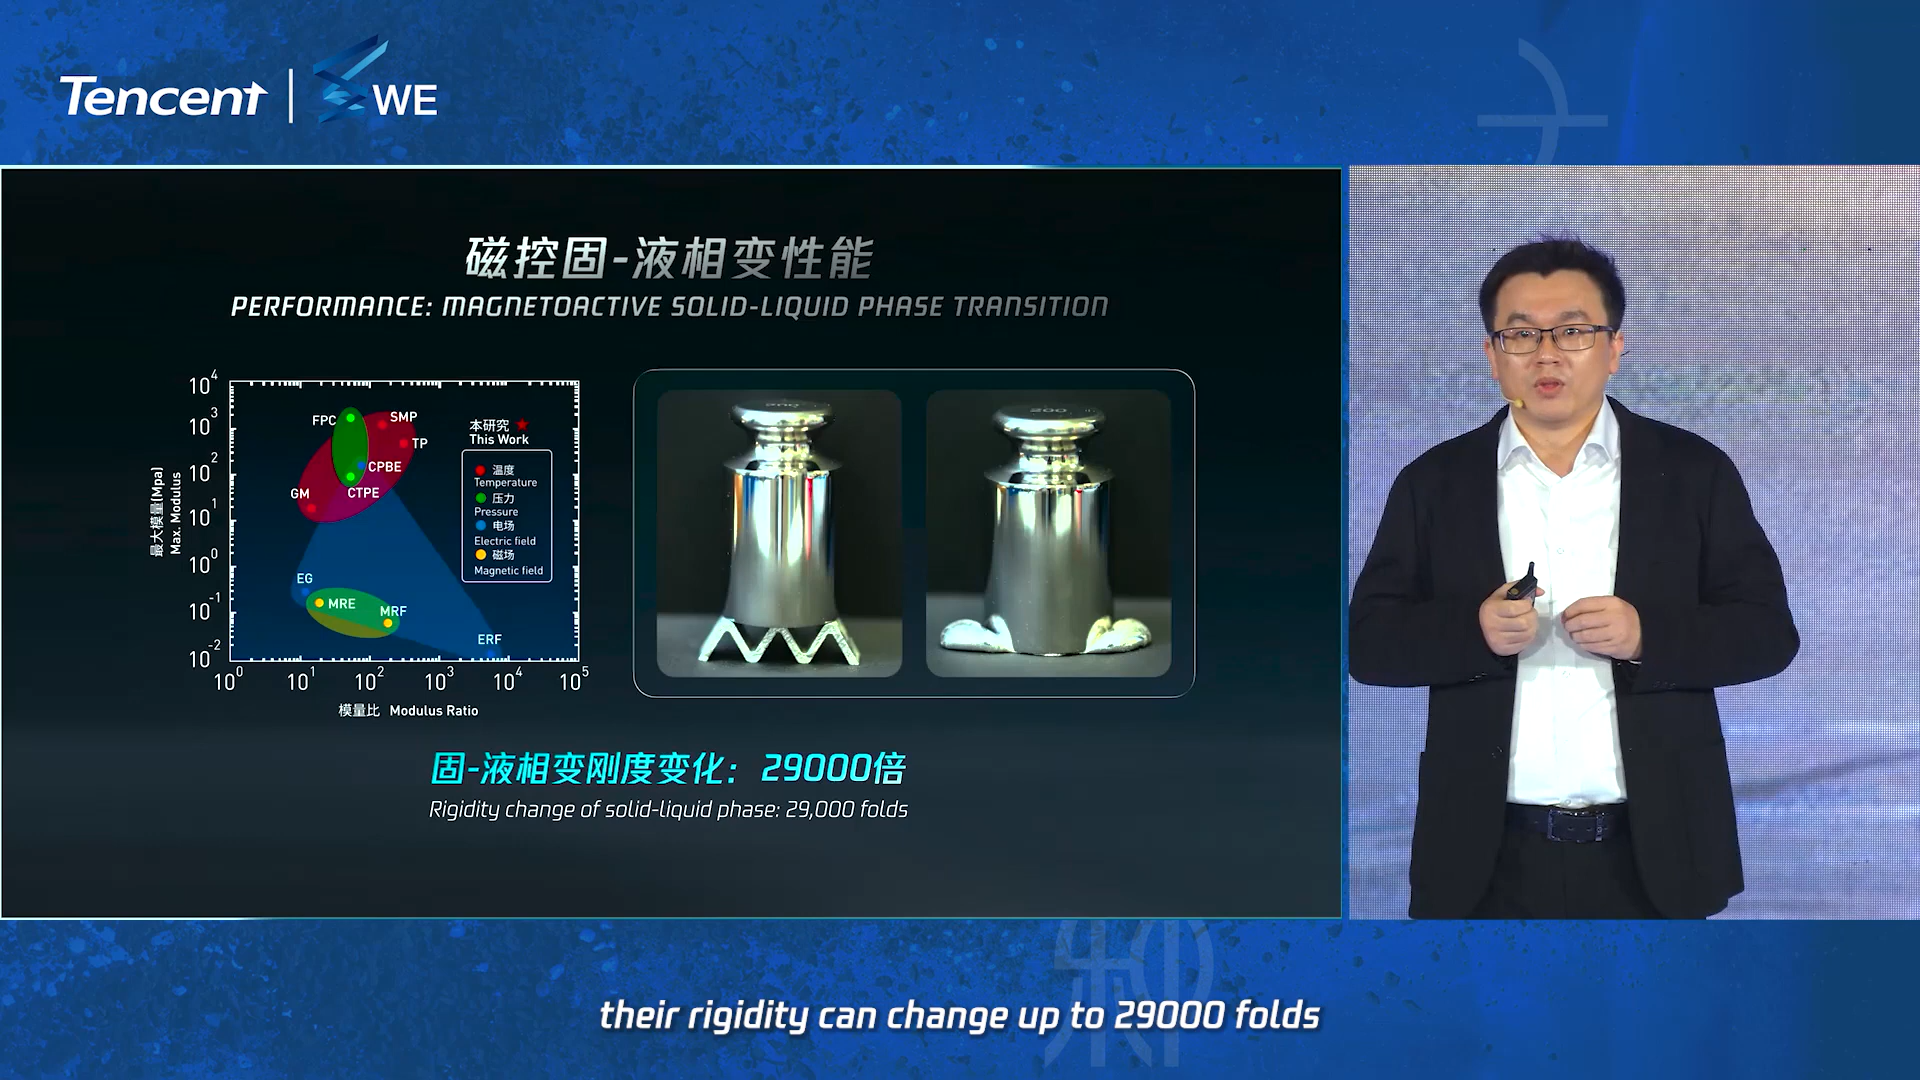 Tencent | WE
磁控固-液相变性能
PERFORMANCE: MAGNETOACTIVE SOLID-LIQUID PHASE TRANSITION
最大模量(Mpa)
Max. Modulus
10^4
10^3
10^2
10^1
10^0
10^-1
10^-2
FPC
SMP
TP
CPBE
CTPE
GM
EG
MRE
MRF
ERF
本研究
This Work
温度
Temperature
压力
Pressure
电场
Electric field
磁场
Magnetic field
10^0 10^1 10^2 10^3 10^4 10^5
模量比 Modulus Ratio
200
200
固-液相变刚度变化：29000倍
Rigidity change of solid-liquid phase: 29,000 folds
their rigidity can change up to 29000 folds